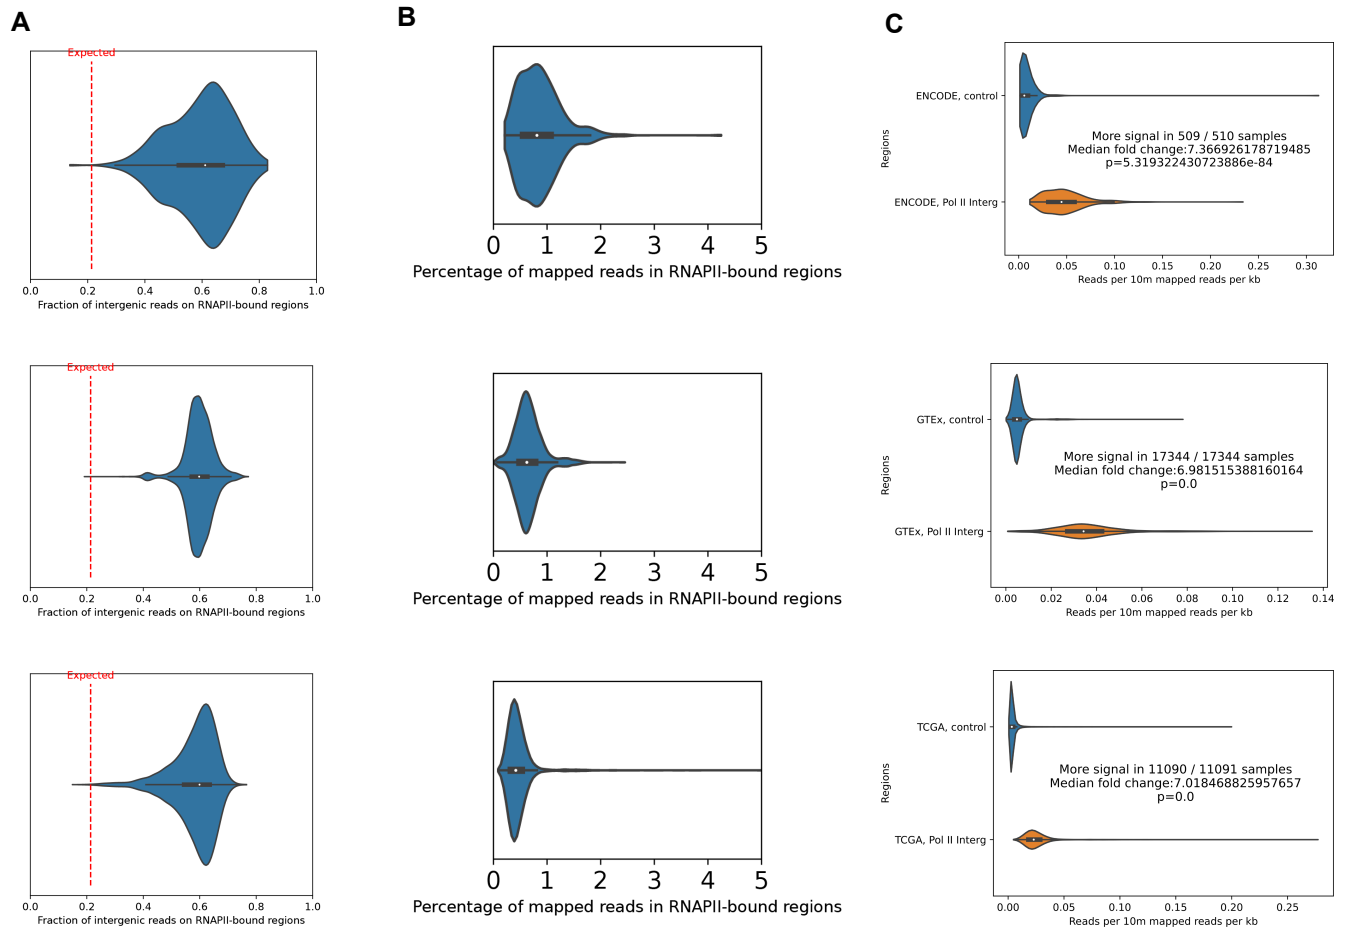 A
B
C
Expected
0.0 0.2 0.4 0.6 0.8 1.0
Fraction of intergenic reads on RNAPII-bound regions
0 1 2 3 4 5
Percentage of mapped reads in RNAPII-bound regions
Regions
ENCODE, control
ENCODE, Pol II Interg
More signal in 509 / 510 samples
Median fold change:7.366926178719485
p=5.319322430723886e-84
0.00 0.05 0.10 0.15 0.20 0.25 0.30
Reads per 10m mapped reads per kb
Expected
0.0 0.2 0.4 0.6 0.8 1.0
Fraction of intergenic reads on RNAPII-bound regions
0 1 2 3 4 5
Percentage of mapped reads in RNAPII-bound regions
Regions
GTEx, control
GTEx, Pol II Interg
More signal in 17344 / 17344 samples
Median fold change:6.981515388160164
p=0.0
0.00 0.02 0.04 0.06 0.08 0.10 0.12 0.14
Reads per 10m mapped reads per kb
Expected
0.0 0.2 0.4 0.6 0.8 1.0
Fraction of intergenic reads on RNAPII-bound regions
0 1 2 3 4 5
Percentage of mapped reads in RNAPII-bound regions
Regions
TCGA, control
TCGA, Pol II Interg
More signal in 11090 / 11091 samples
Median fold change:7.018468825957657
p=0.0
0.00 0.05 0.10 0.15 0.20 0.25
Reads per 10m mapped reads per kb